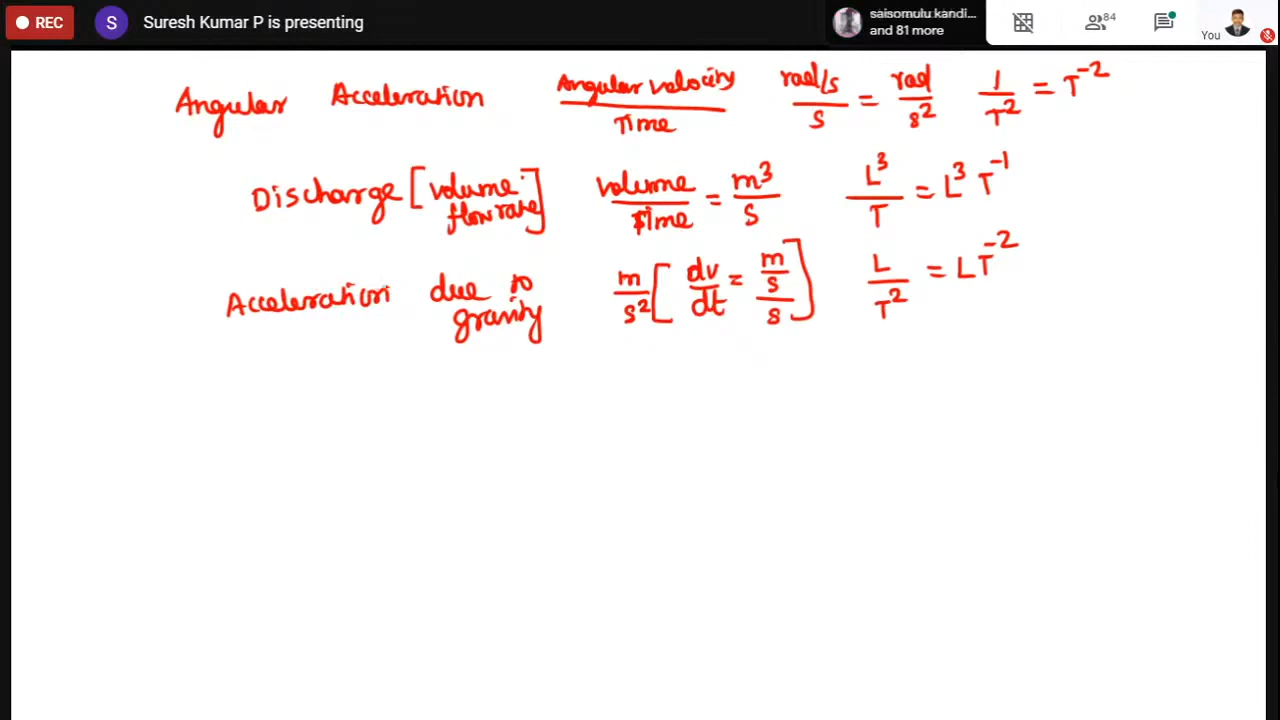 REC
S
Suresh Kumar P is presenting
saisomulu kandi...
and 81 more
84
You
Angular Acceleration Angular velocity / Time rad/s / s = rad / s² 1 / T² = T⁻²
Discharge [volume flow rate] volume / Time = m³ / s L³ / T = L³ T⁻¹
Acceleration due to gravity m / s² [dv / dt = m/s / s] L / T² = LT⁻²